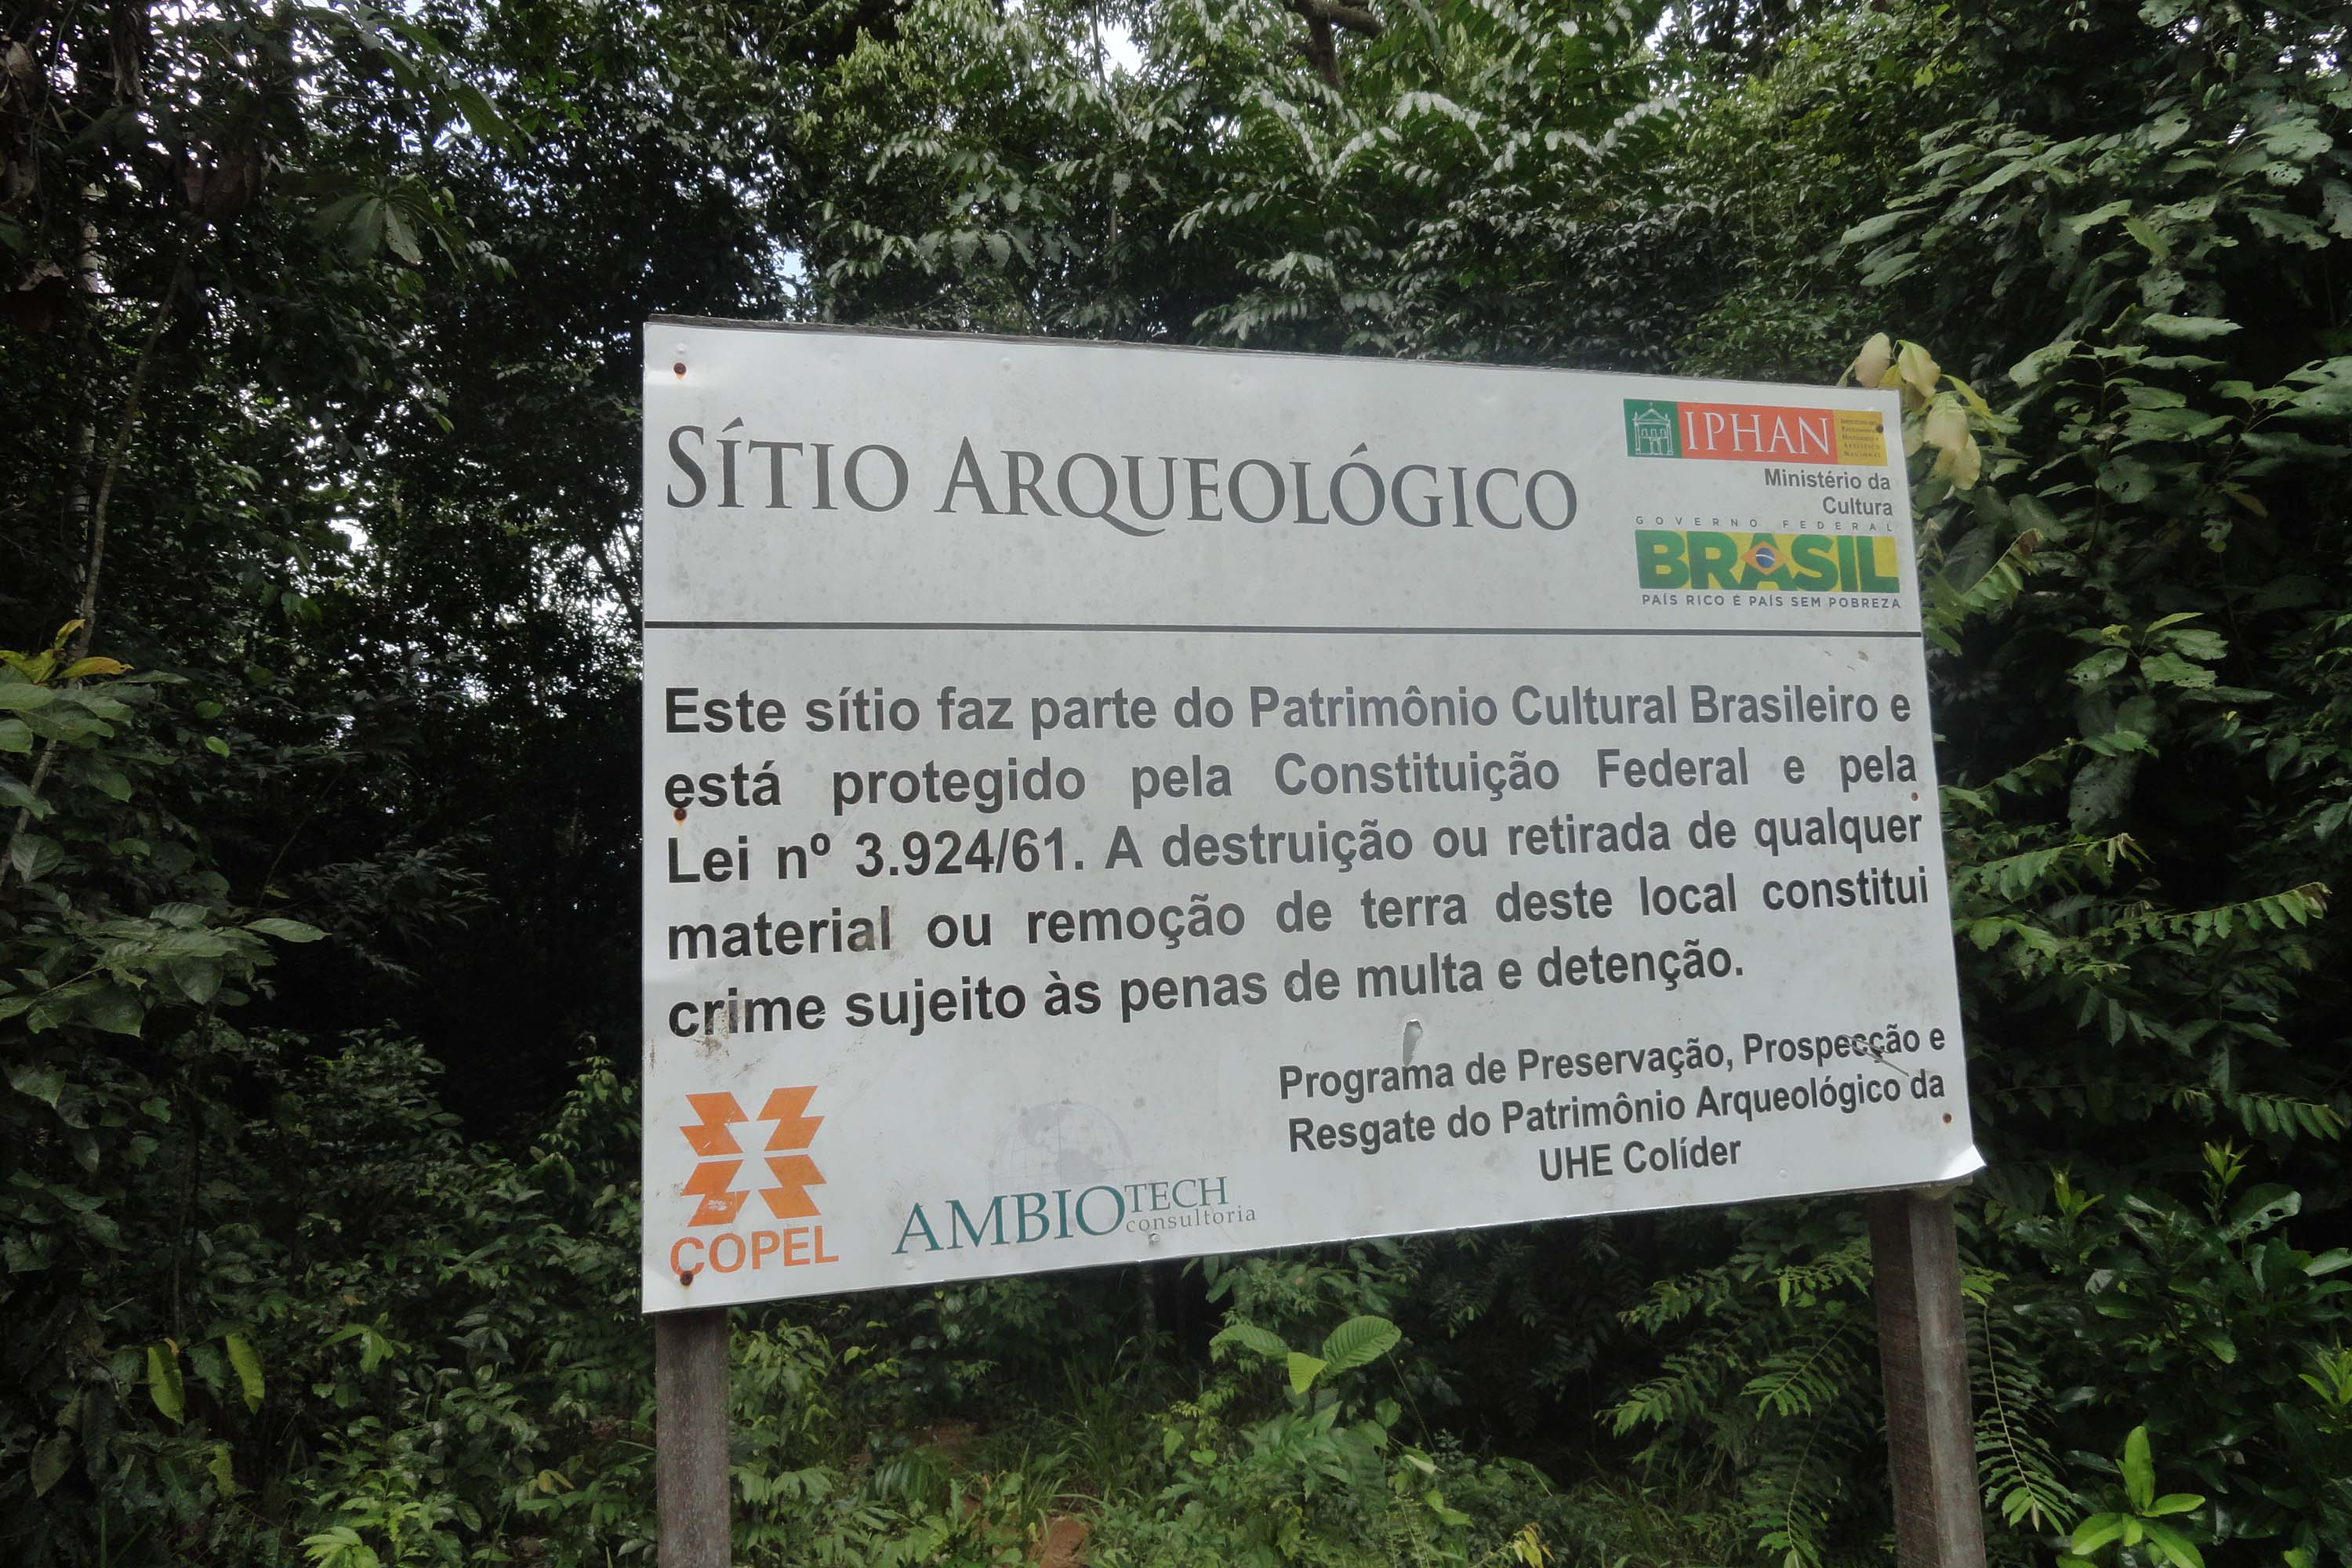 SÍTIO ARQUEOLÓGICO
IPHAN
Ministério da
Cultura
GOVERNO FEDERAL
BRASIL
PAÍS RICO É PAÍS SEM POBREZA
Este sítio faz parte do Patrimônio Cultural Brasileiro e
está protegido pela Constituição Federal e pela
Lei nº 3.924/61. A destruição ou retirada de qualquer
material ou remoção de terra deste local constitui
crime sujeito às penas de multa e detenção.
Programa de Preservação, Prospecção e
Resgate do Patrimônio Arqueológico da
UHE Colíder
COPEL
AMBIOTECH
consultoria